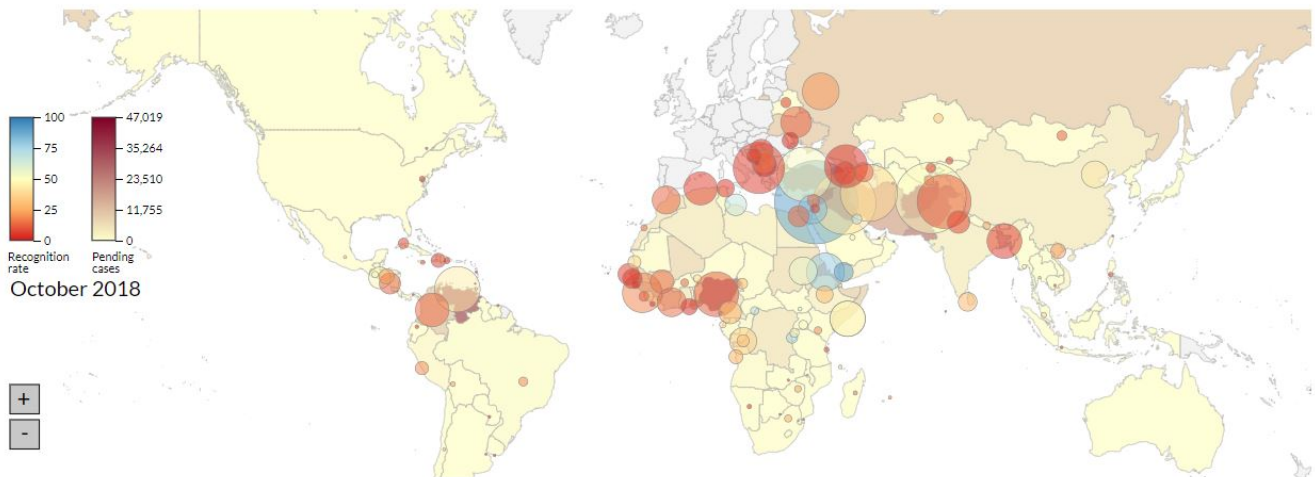 100 47,019
75 35,264
50 23,510
25 11,755
0 0
Recognition Pending
rate cases
October 2018
+
-